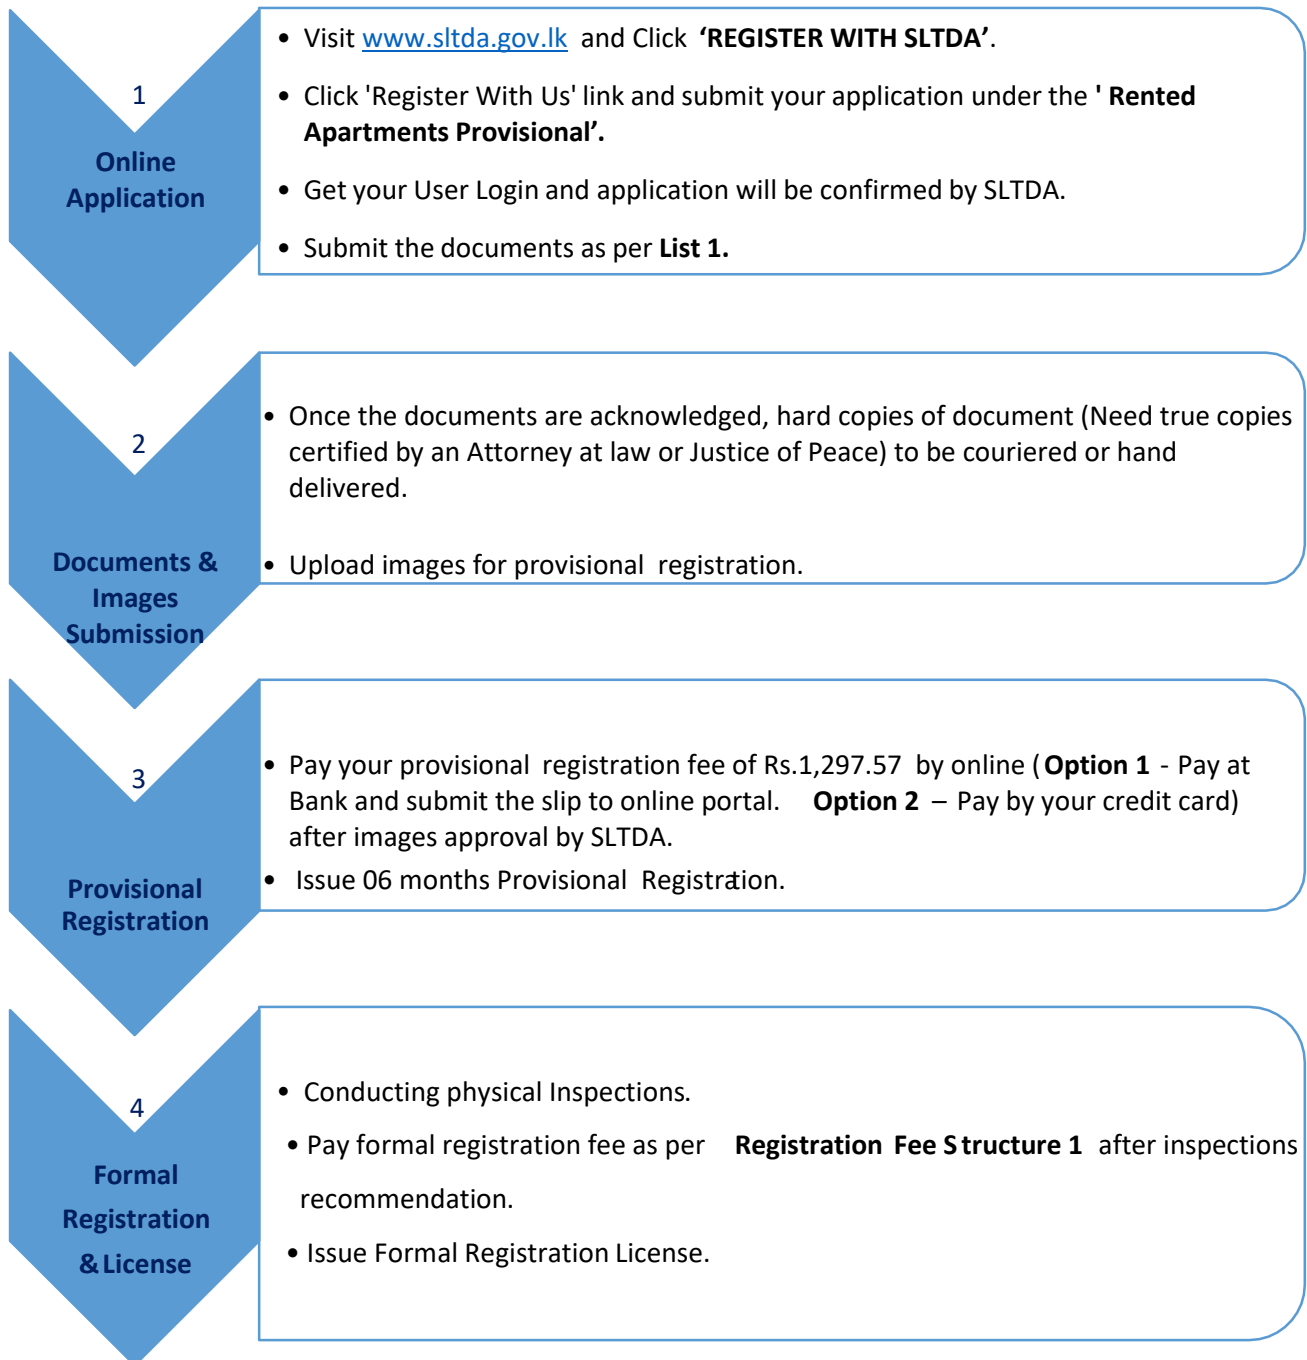 1
Online
Application
• Visit www.sltda.gov.lk and Click ‘REGISTER WITH SLTDA’.
• Click 'Register With Us' link and submit your application under the ' Rented
Apartments Provisional’.
• Get your User Login and application will be confirmed by SLTDA.
• Submit the documents as per List 1.
2
Documents &
Images
Submission
• Once the documents are acknowledged, hard copies of document (Need true copies
certified by an Attorney at law or Justice of Peace) to be couriered or hand
delivered.
• Upload images for provisional registration.
3
Provisional
Registration
• Pay your provisional registration fee of Rs.1,297.57 by online (Option 1 - Pay at
Bank and submit the slip to online portal. Option 2 – Pay by your credit card)
after images approval by SLTDA.
• Issue 06 months Provisional Registration.
4
Formal
Registration
& License
• Conducting physical Inspections.
• Pay formal registration fee as per Registration Fee Structure 1 after inspections
recommendation.
• Issue Formal Registration License.